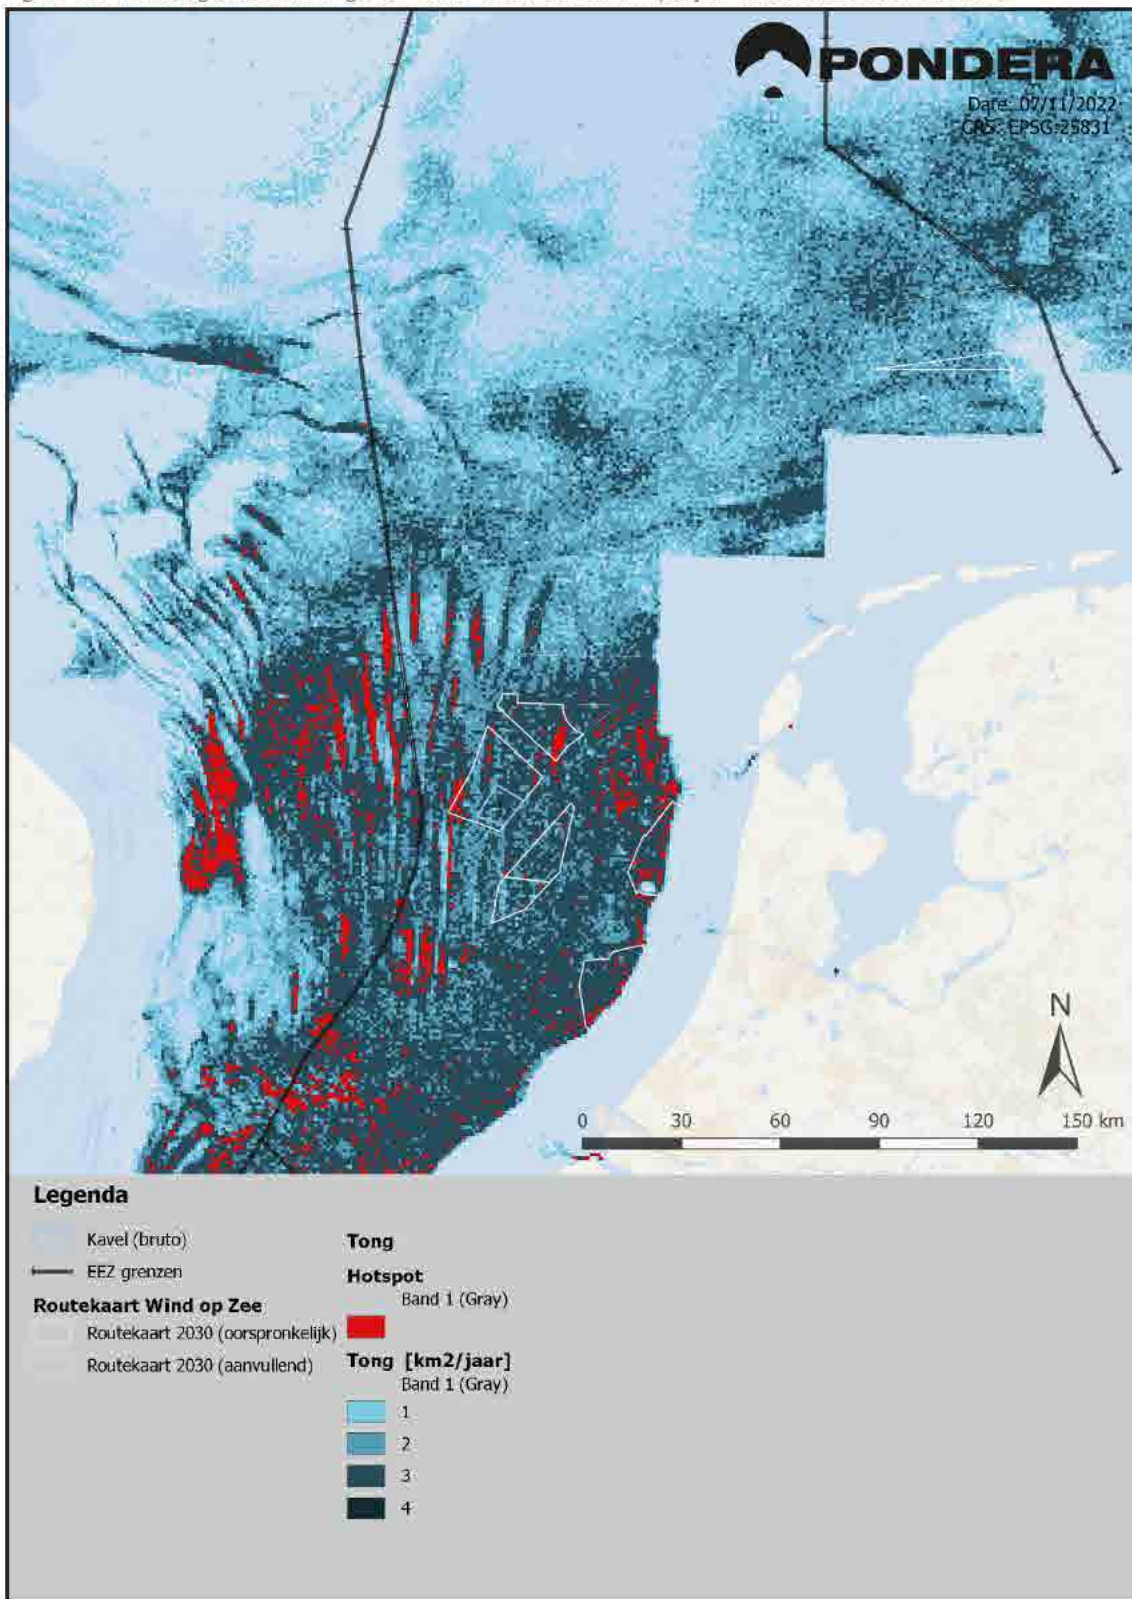 PONDERA
Date: 07/11/2022
CRS: EPSG:25831
N
0 30 60 90 120 150 km
Legenda
Kavel (bruto)
EEZ grenzen
Routekaart Wind op Zee
Routekaart 2030 (oorspronkelijk)
Routekaart 2030 (aanvullend)
Tong
Hotspot
Band 1 (Gray)
Tong [km2/jaar]
Band 1 (Gray)
1
2
3
4